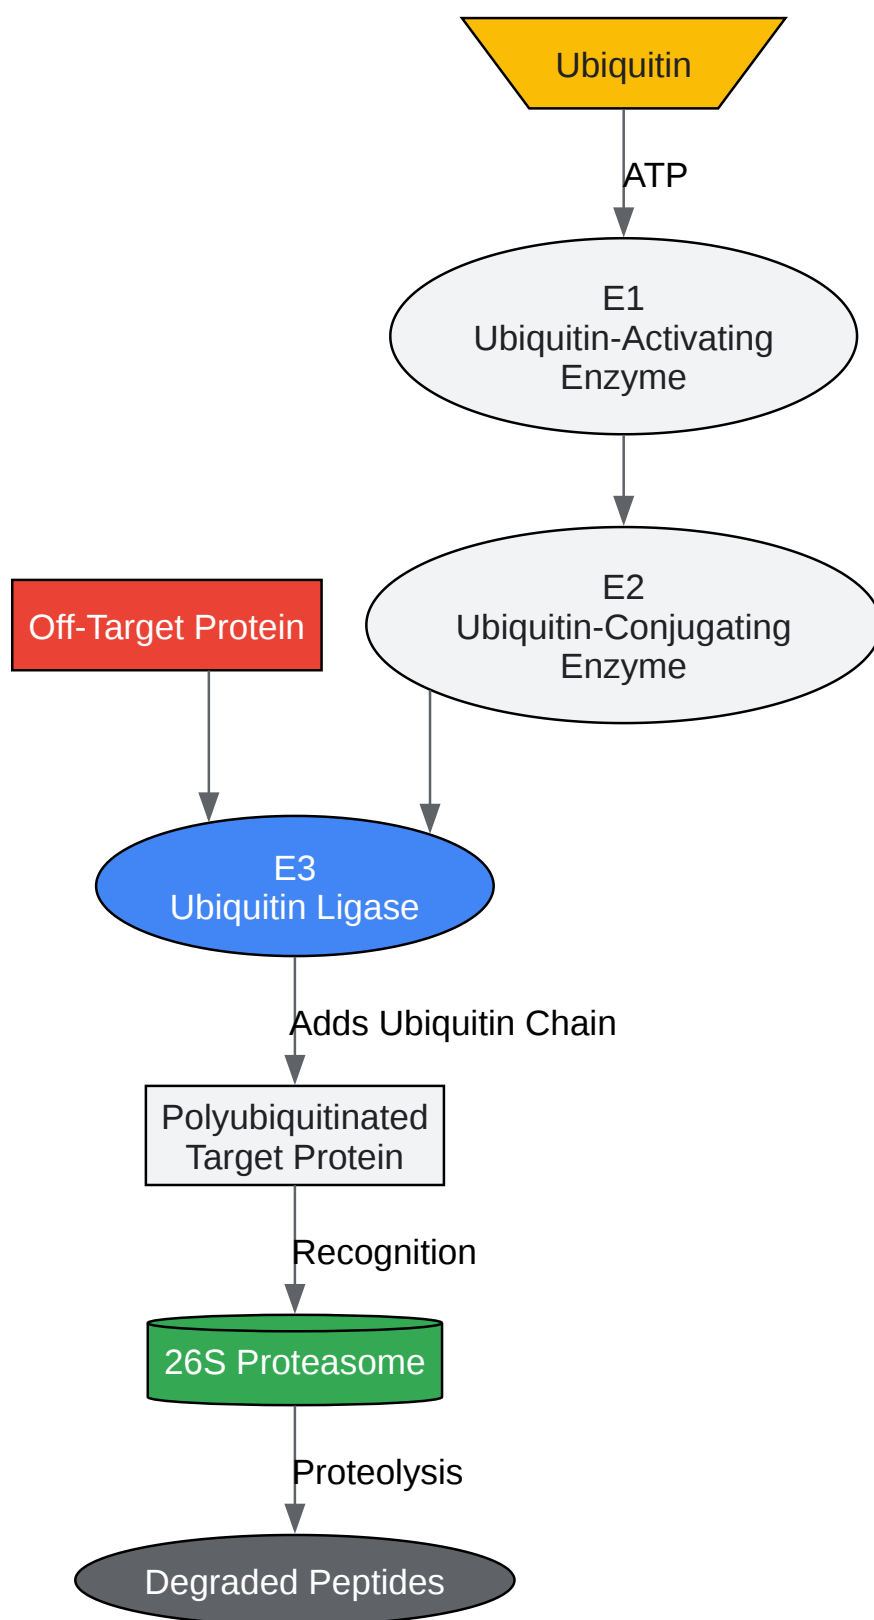 Ubiquitin
ATP
E1
Ubiquitin-Activating
Enzyme
E2
Ubiquitin-Conjugating
Enzyme
Off-Target Protein
E3
Ubiquitin Ligase
Adds Ubiquitin Chain
Polyubiquitinated
Target Protein
Recognition
26S Proteasome
Proteolysis
Degraded Peptides